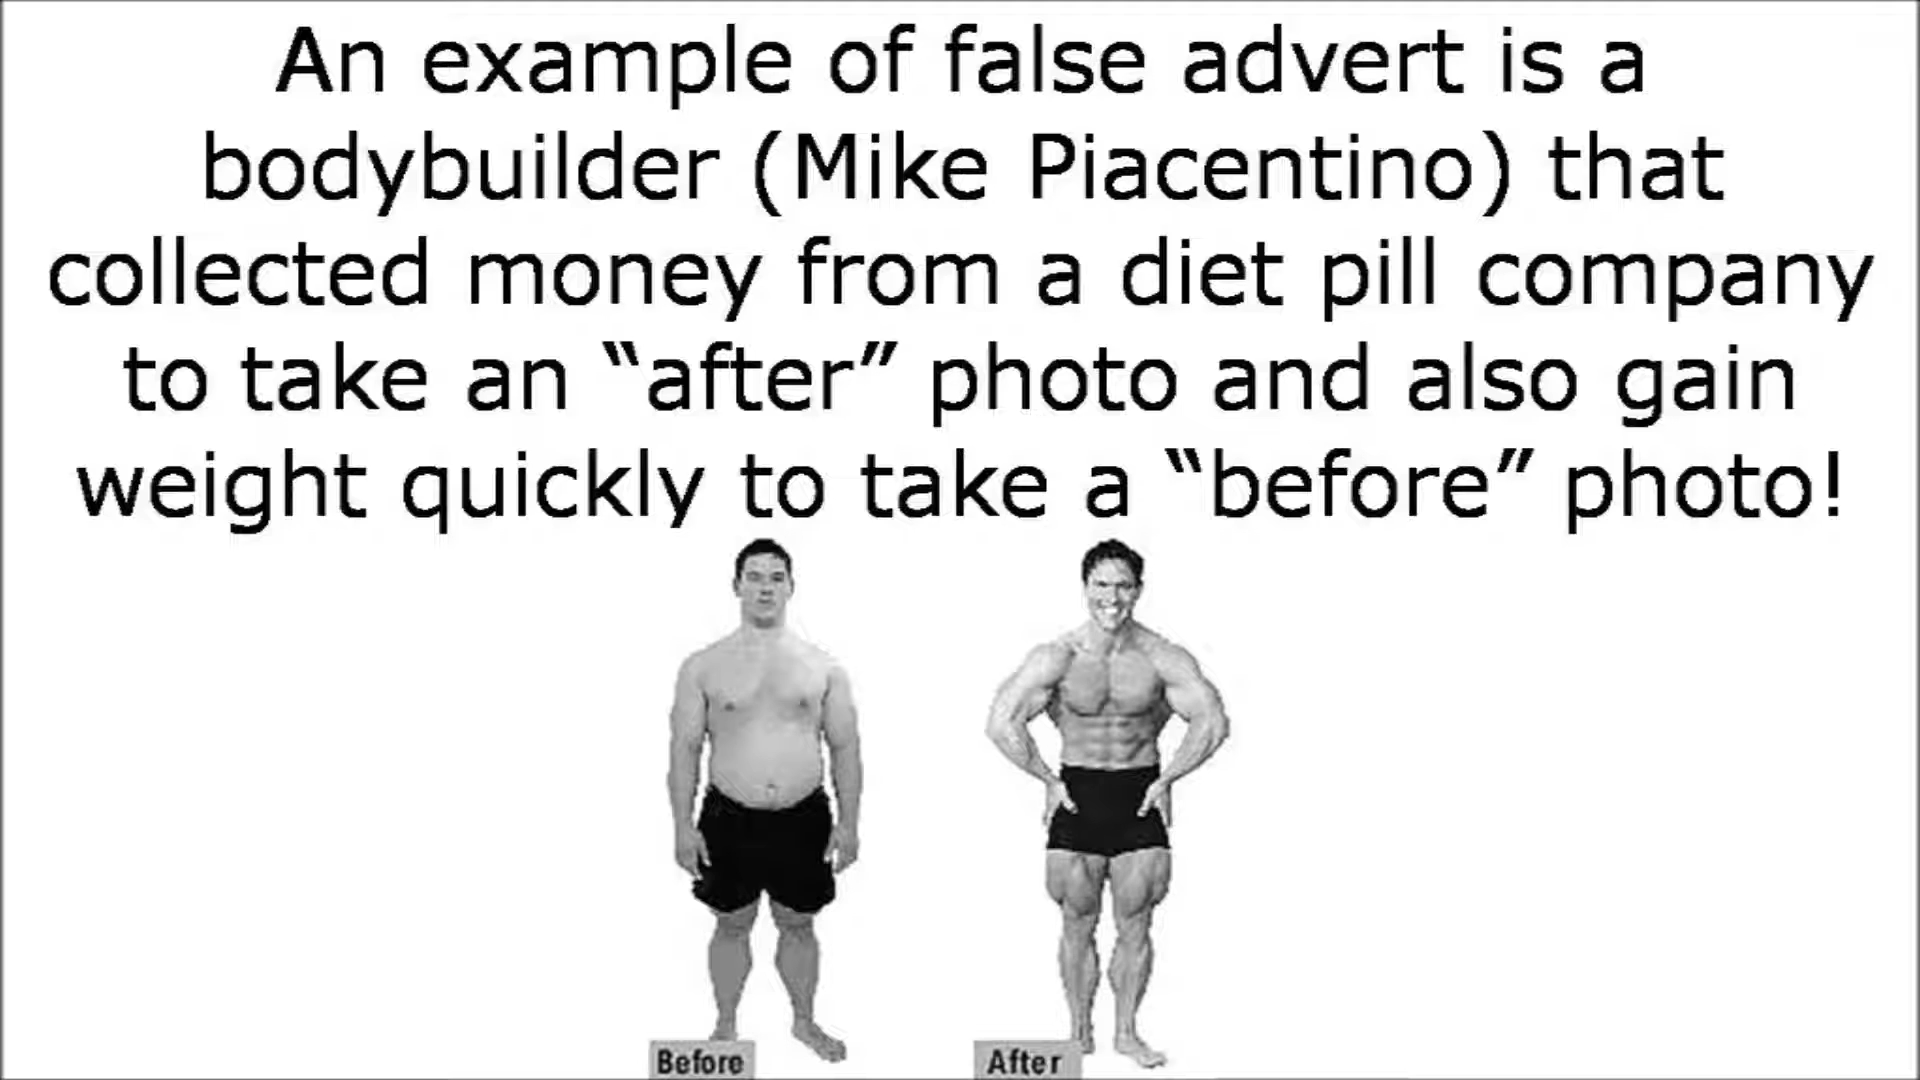 An example of false advert is a
bodybuilder (Mike Piacentino) that
collected money from a diet pill company
to take an “after” photo and also gain
weight quickly to take a “before” photo!
Before
After